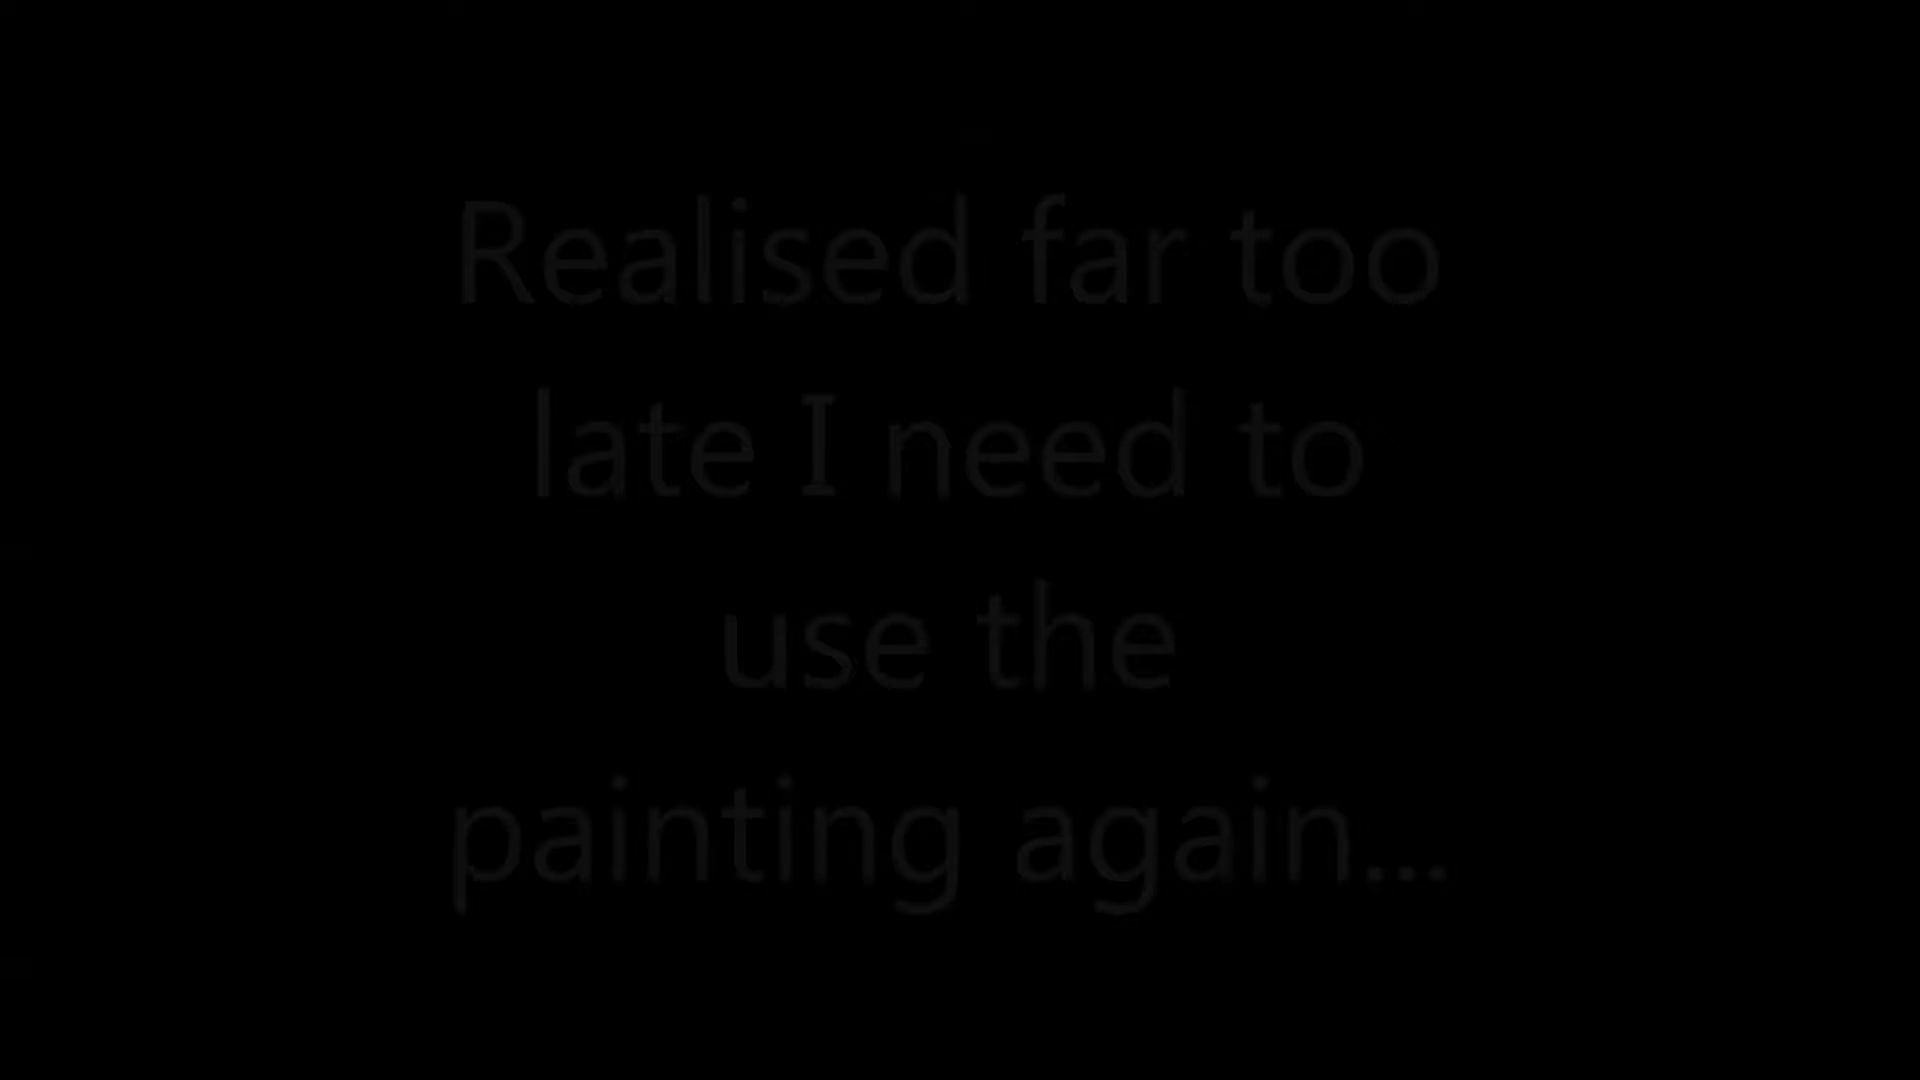 Realised far too
late I need to
use the
painting again...